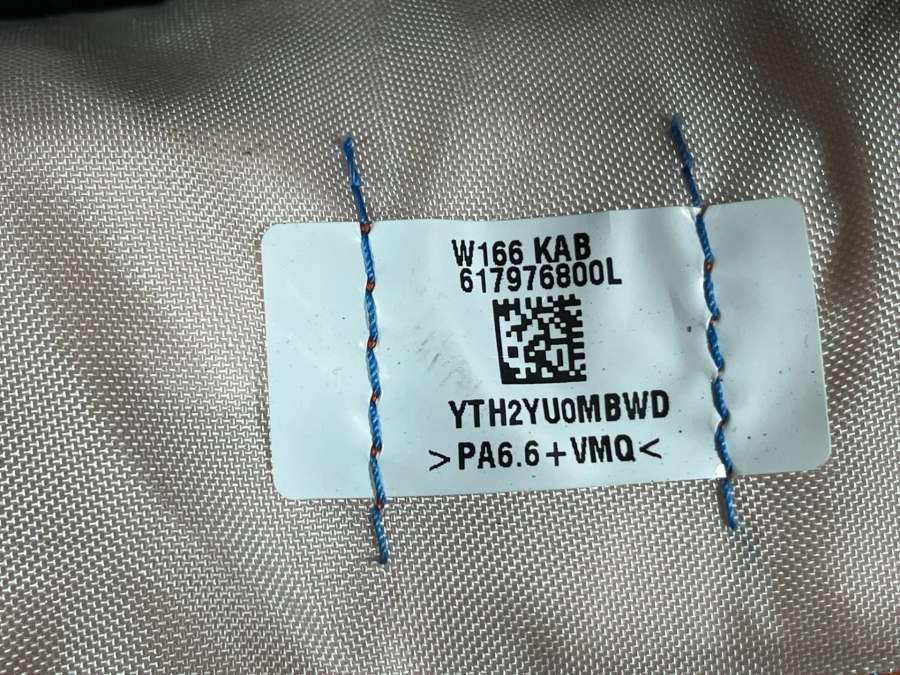 W166 KAB
617976800L
YTH2YU0MBWD
>PA6.6+VMQ<